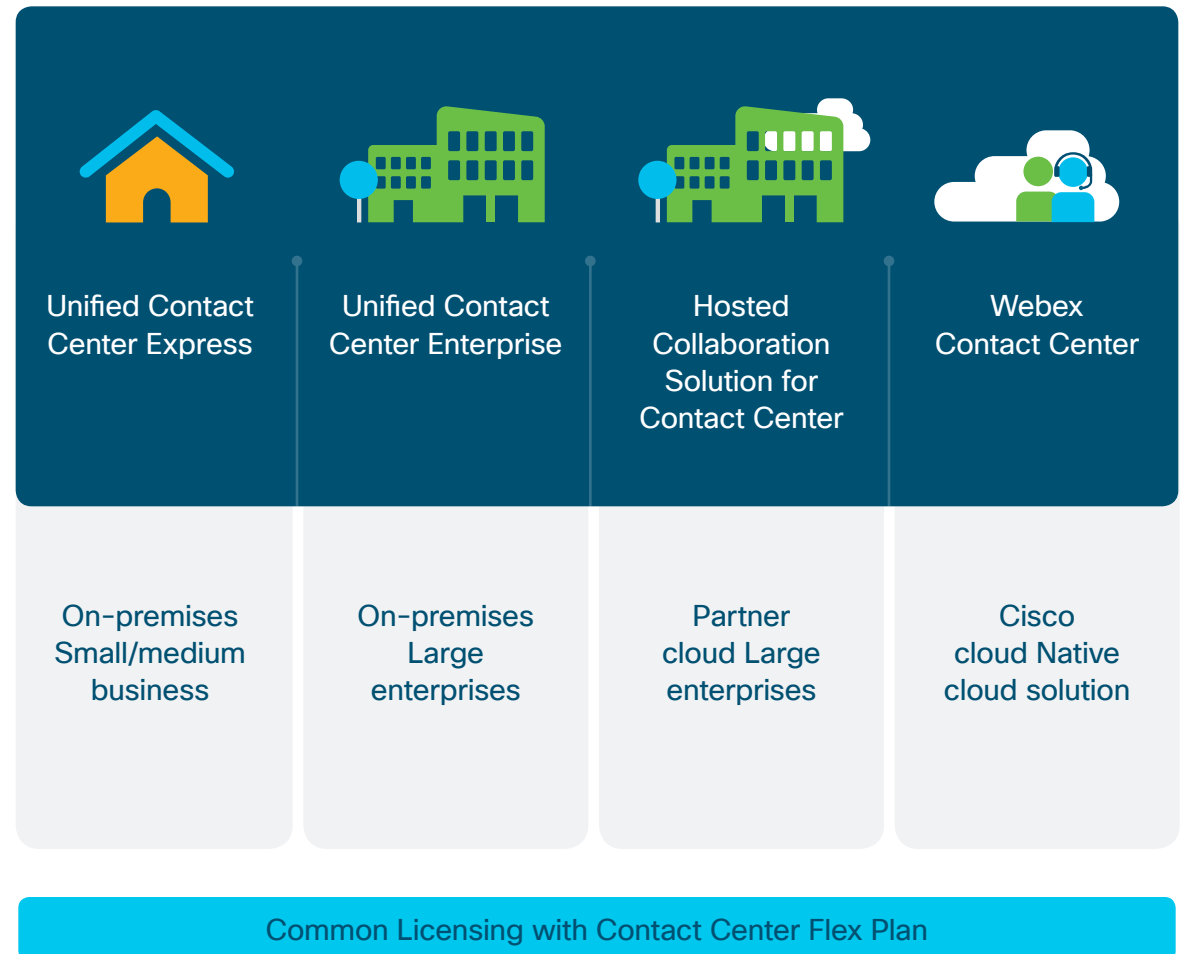 Unified Contact
Center Express
Unified Contact
Center Enterprise
Hosted
Collaboration
Solution for
Contact Center
Webex
Contact Center
On-premises
Small/medium
business
On-premises
Large
enterprises
Partner
cloud Large
enterprises
Cisco
cloud Native
cloud solution
Common Licensing with Contact Center Flex Plan